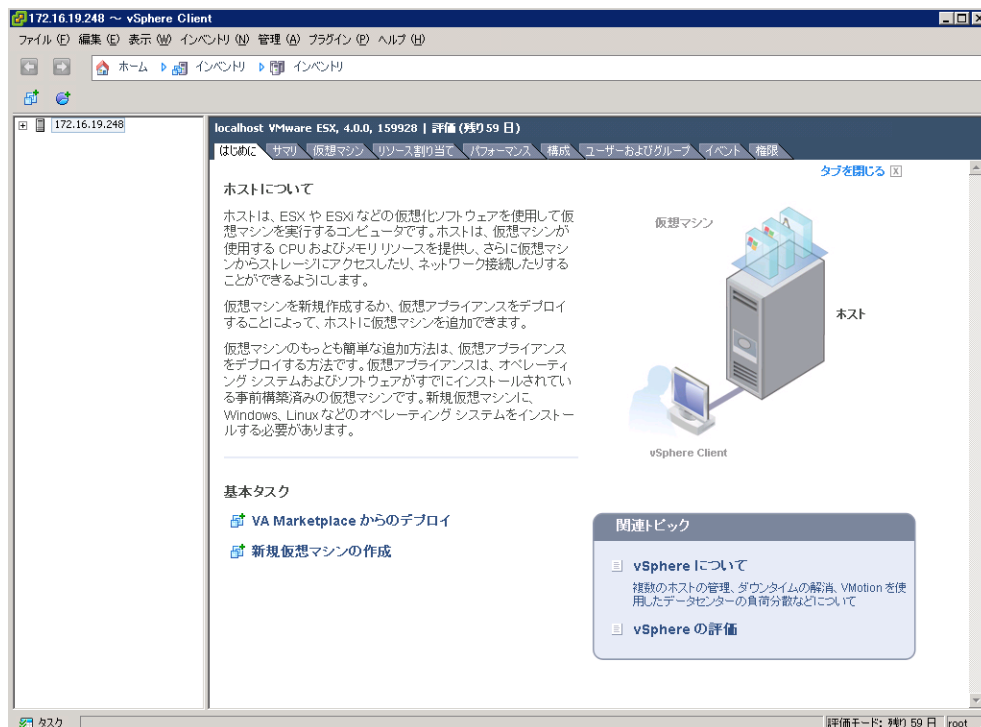 172.16.19.248 ～ vSphere Client
ファイル (F) 編集 (E) 表示 (W) インベントリ (N) 管理 (A) プラグイン (P) ヘルプ (H)
ホーム インベントリ インベントリ
172.16.19.248
localhost VMware ESX, 4.0.0, 159928 | 評価 (残り 59 日)
はじめに サマリ 仮想マシン リソース割り当て パフォーマンス 構成 ユーザーおよびグループ イベント 権限
タブを閉じる
ホストについて
ホストは、ESX や ESXi などの仮想化ソフトウェアを使用して仮
想マシンを実行するコンピュータです。ホストは、仮想マシンが
使用する CPU およびメモリ リソースを提供し、さらに仮想マシ
ンからストレージにアクセスしたり、ネットワーク接続したりする
ことができるようにします。
仮想マシンを新規作成するか、仮想アプライアンスをデプロイ
することによって、ホストに仮想マシンを追加できます。
仮想マシンのもっとも簡単な追加方法は、仮想アプライアンス
をデプロイする方法です。仮想アプライアンスは、オペレーティ
ング システムおよびソフトウェアがすでにインストールされてい
る事前構築済みの仮想マシンです。新規仮想マシンに、
Windows、Linux などのオペレーティング システムをインストー
ルする必要があります。
仮想マシン
ホスト
vSphere Client
基本タスク
VA Marketplace からのデプロイ
新規仮想マシンの作成
関連トピック
vSphere について
複数のホストの管理、ダウンタイムの解消、VMotion を使
用したデータセンターの負荷分散などについて
vSphere の評価
タスク
評価モード: 残り 59 日 root